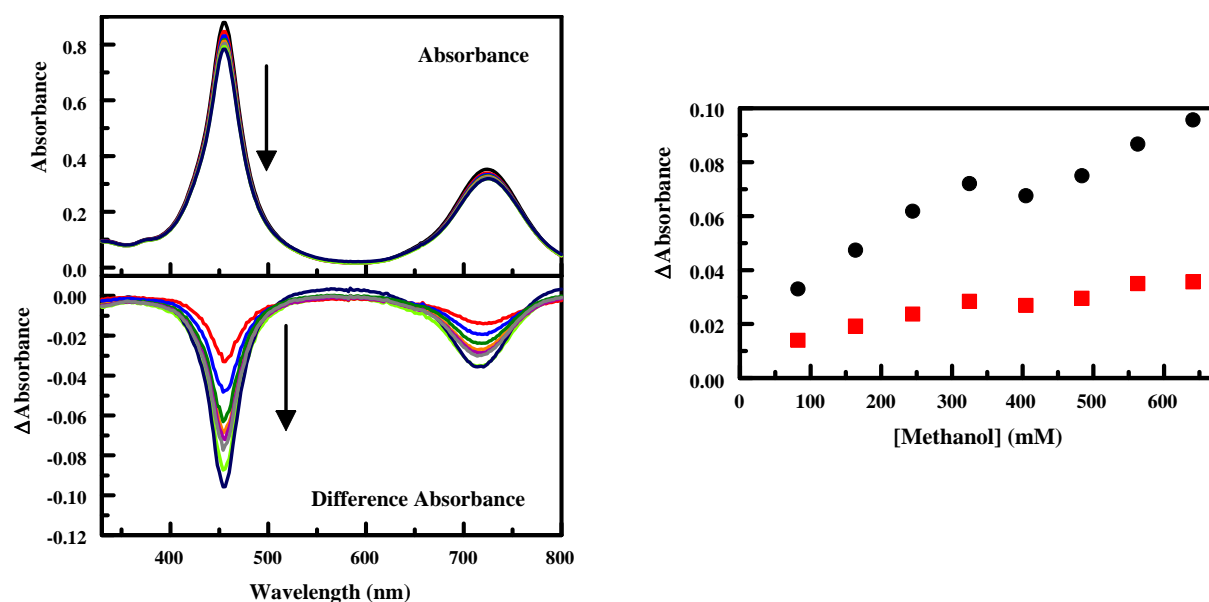 Absorbance
0.8
0.6
0.4
0.2
0.0
Absorbance
ΔAbsorbance
0.00
-0.02
-0.04
-0.06
-0.08
-0.10
-0.12
Difference Absorbance
400 500 600 700 800
Wavelength (nm)
ΔAbsorbance
0.10
0.08
0.06
0.04
0.02
0.00
0 100 200 300 400 500 600
[Methanol] (mM)